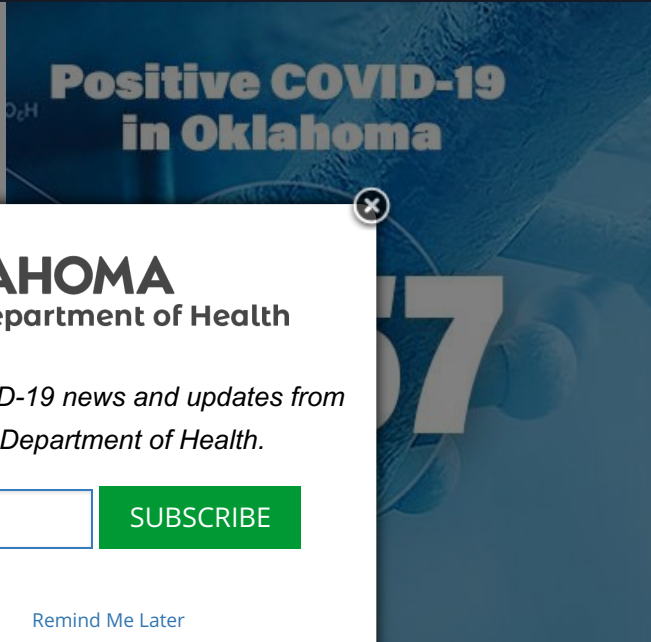 Positive COVID-19
in Oklahoma
AHOMA
epartment of Health
D-19 news and updates from
Department of Health.
SUBSCRIBE
Remind Me Later